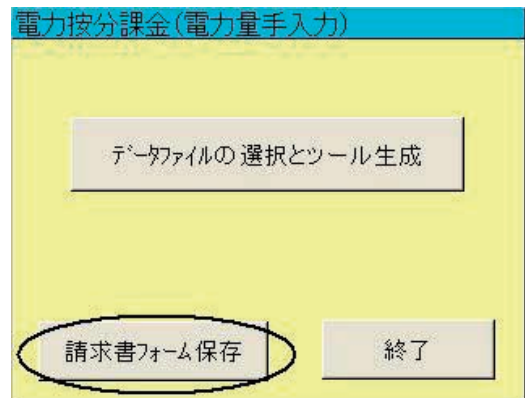 電力按分課金(電力量手入力)
ﾃﾞｰﾀﾌｧｲﾙの選択とツール生成
請求書ﾌｫｰﾑ保存
終了